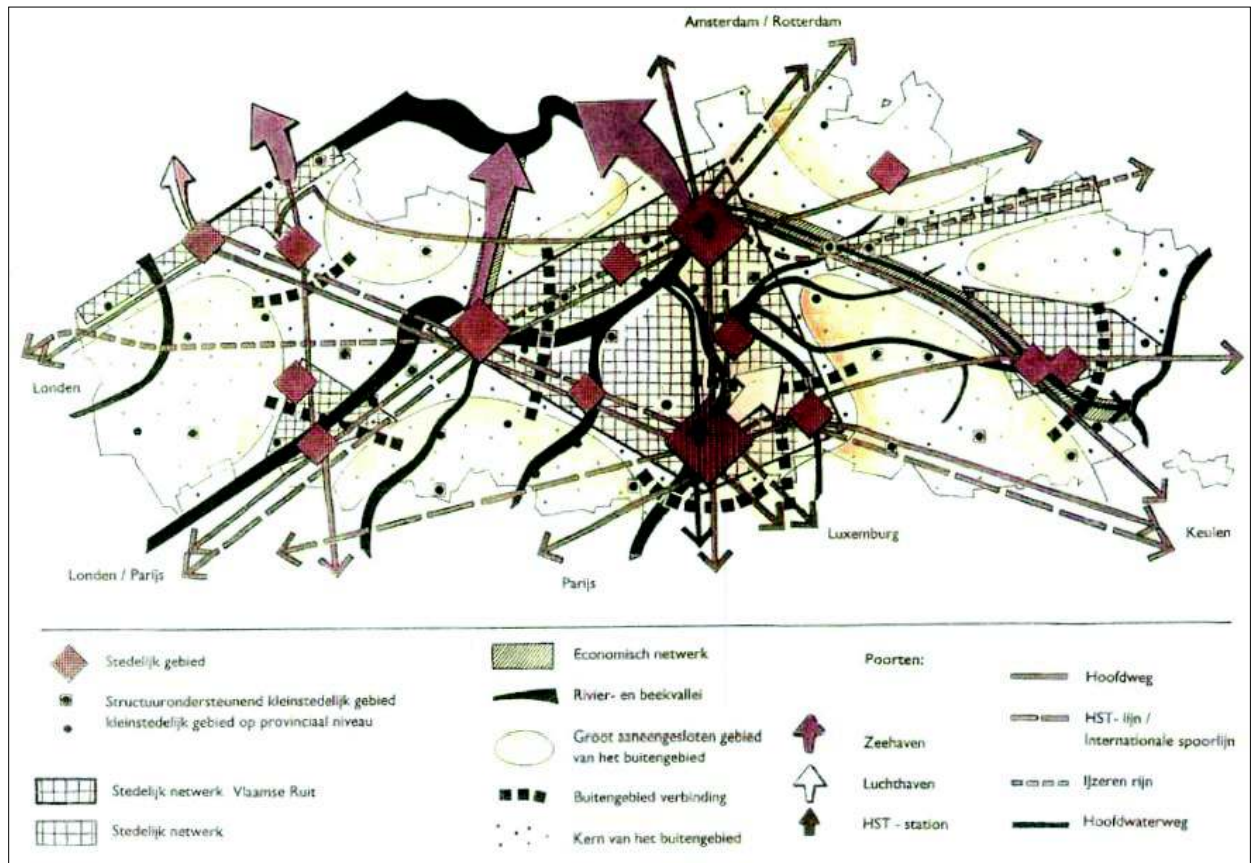 Amsterdam / Rotterdam
Londen
Londen / Parijs
Parijs
Luxemburg
Keulen
Stedelijk gebied
Structuurondersteunend kleinstedelijk gebied
kleinstedelijk gebied op provinciaal niveau
Stedelijk netwerk Vlaamse Ruit
Stedelijk netwerk
Economisch netwerk
Rivier- en beekvallei
Groot aaneengesloten gebied
van het buitengebied
Buitengebied verbinding
Kern van het buitengebied
Poorten:
Zeehaven
Luchthaven
HST - station
Hoofdweg
HST- lijn /
Internationale spoorlijn
IJzeren rijn
Hoofdwaterweg